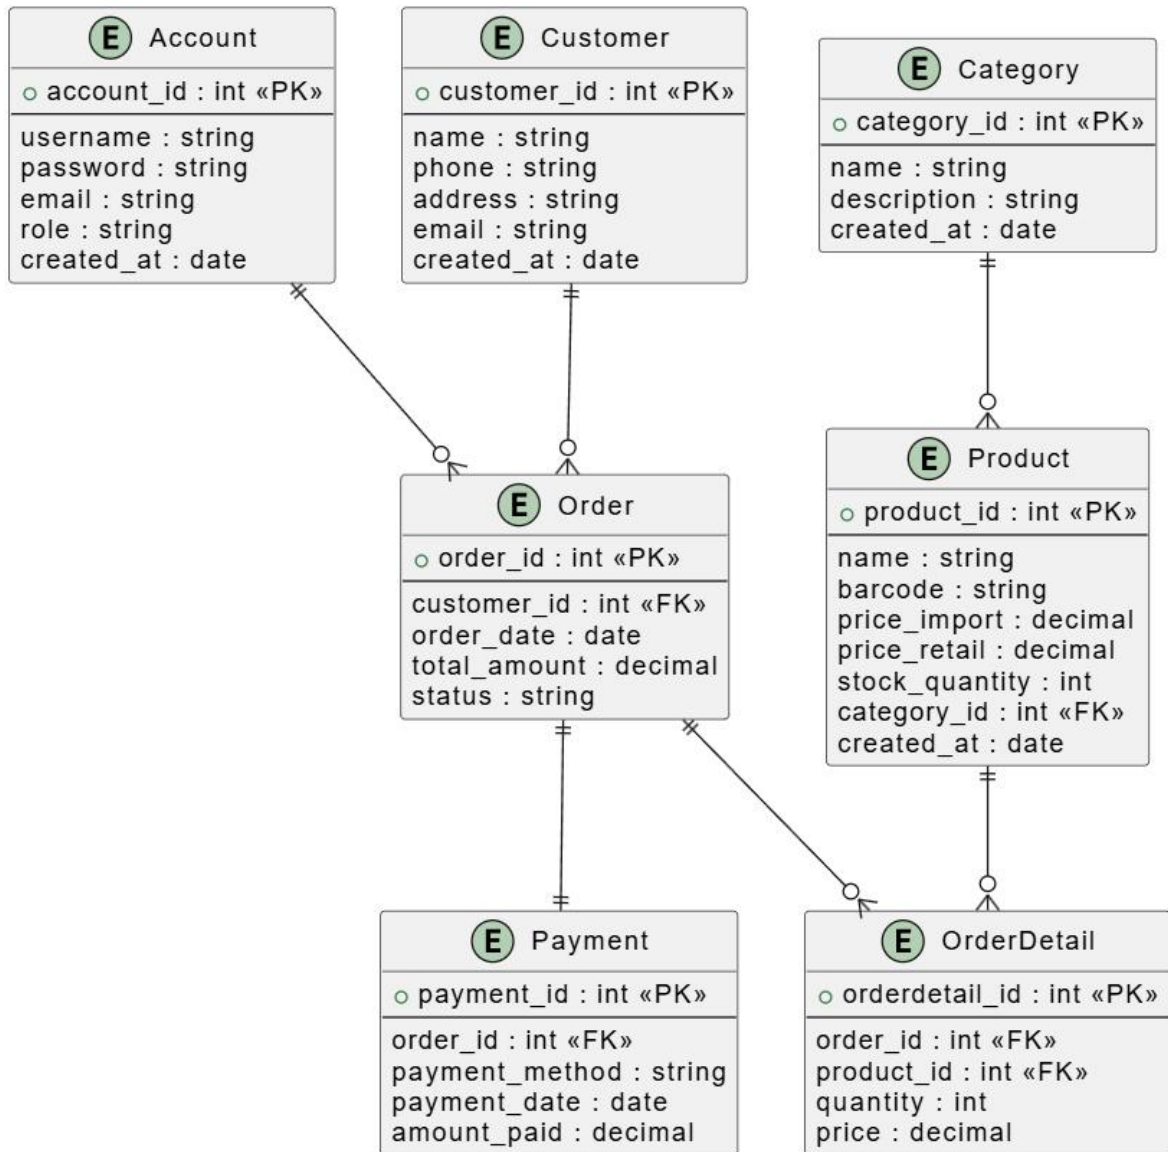 E Account
account_id : int «PK»
username : string
password : string
email : string
role : string
created_at : date
E Customer
customer_id : int «PK»
name : string
phone : string
address : string
email : string
created_at : date
E Category
category_id : int «PK»
name : string
description : string
created_at : date
E Order
order_id : int «PK»
customer_id : int «FK»
order_date : date
total_amount : decimal
status : string
E Product
product_id : int «PK»
name : string
barcode : string
price_import : decimal
price_retail : decimal
stock_quantity : int
category_id : int «FK»
created_at : date
E Payment
payment_id : int «PK»
order_id : int «FK»
payment_method : string
payment_date : date
amount_paid : decimal
E OrderDetail
orderdetail_id : int «PK»
order_id : int «FK»
product_id : int «FK»
quantity : int
price : decimal